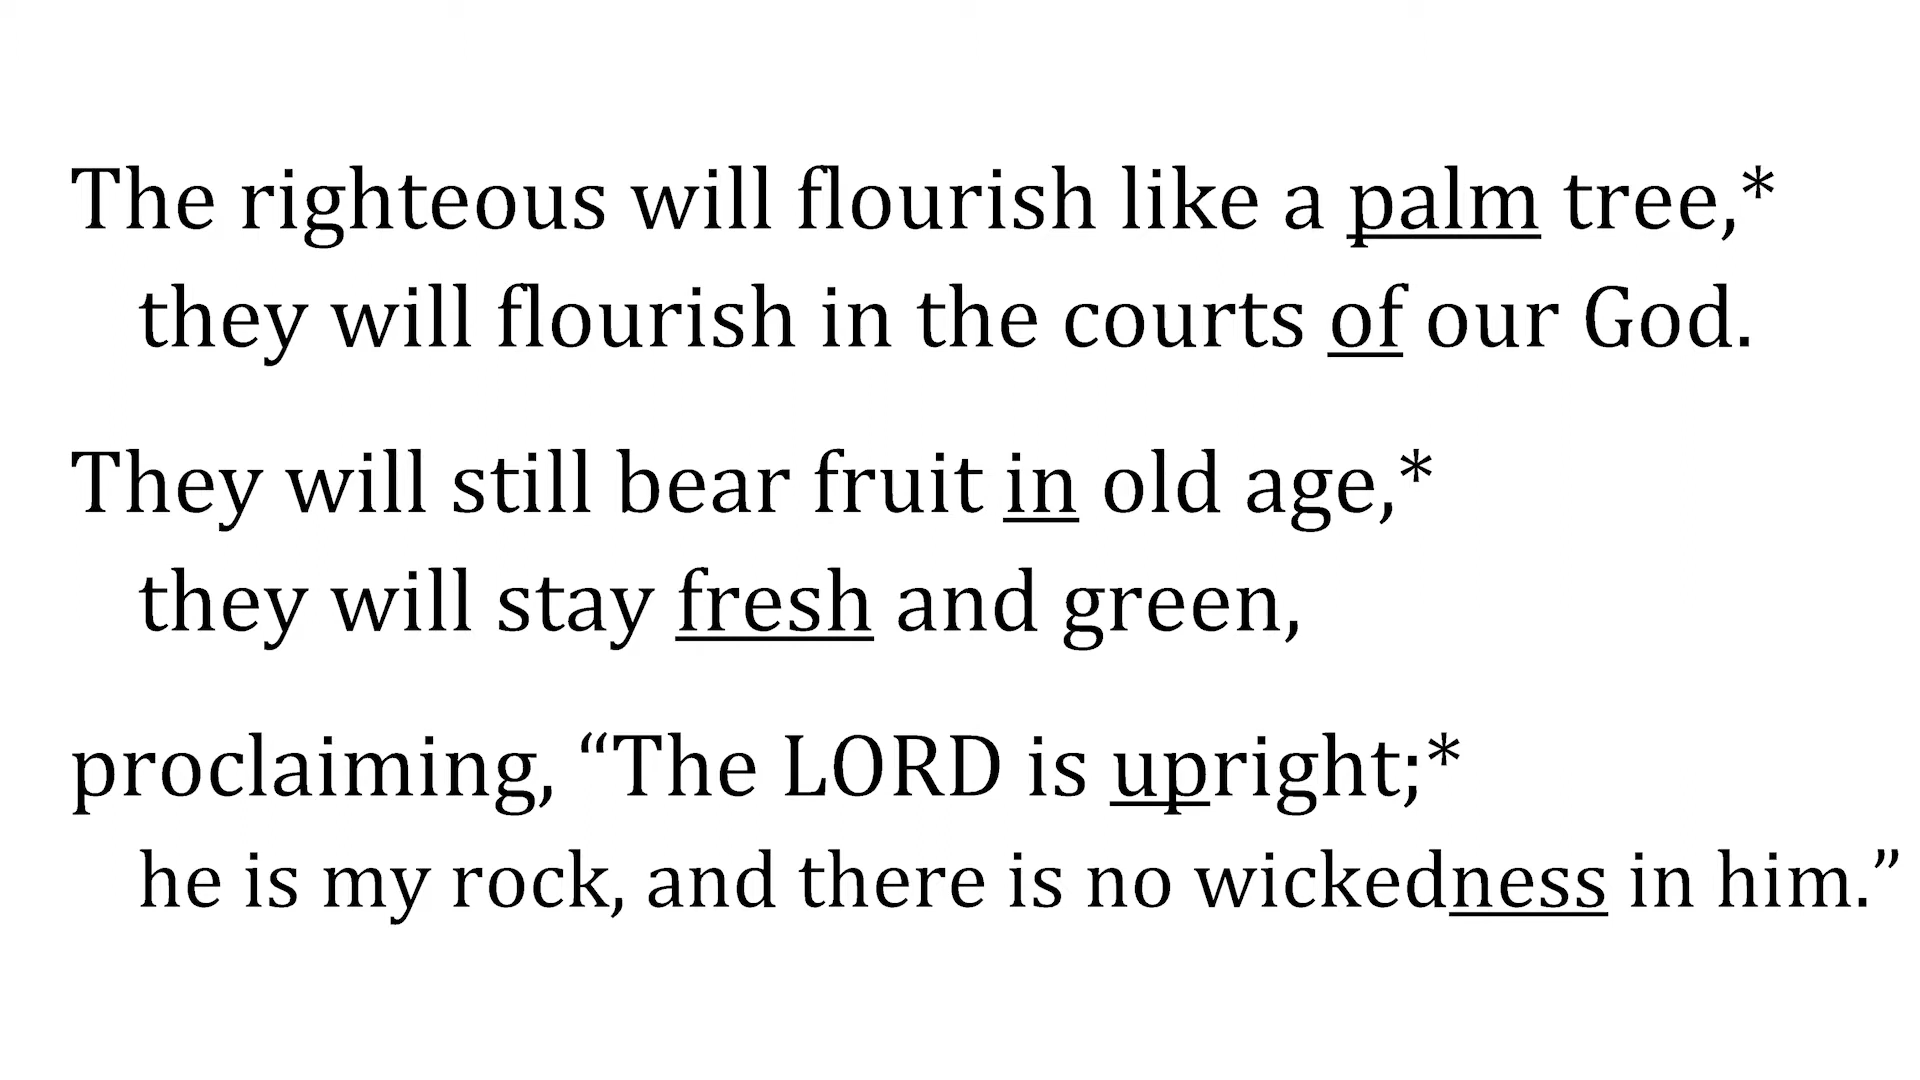 The righteous will flourish like a palm tree,*
they will flourish in the courts of our God.
They will still bear fruit in old age,*
they will stay fresh and green,
proclaiming, “The LORD is upright;*
he is my rock, and there is no wickedness in him.”